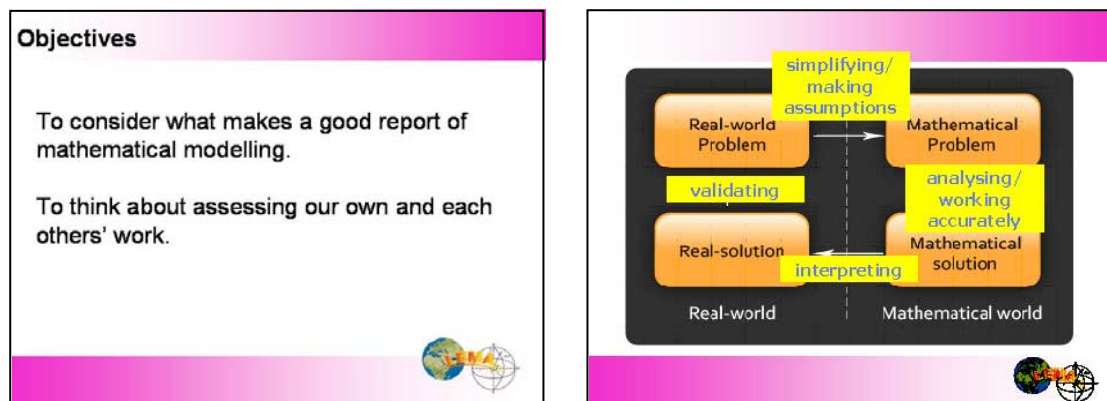 Objectives
To consider what makes a good report of
mathematical modelling.
To think about assessing our own and each
others' work.
LEMA
simplifying/
making
assumptions
Real-world
Problem
Mathematical
Problem
validating
analysing/
working
accurately
Real-solution
Mathematical
solution
interpreting
Real-world
Mathematical world
LEMA